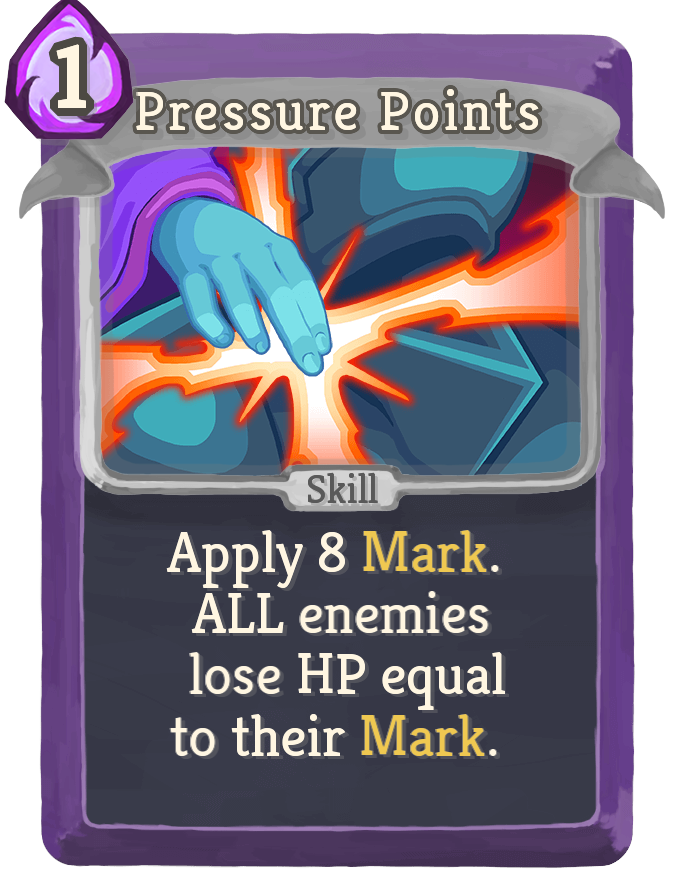 1
Pressure Points
Skill
Apply 8 Mark.
ALL enemies
lose HP equal
to their Mark.